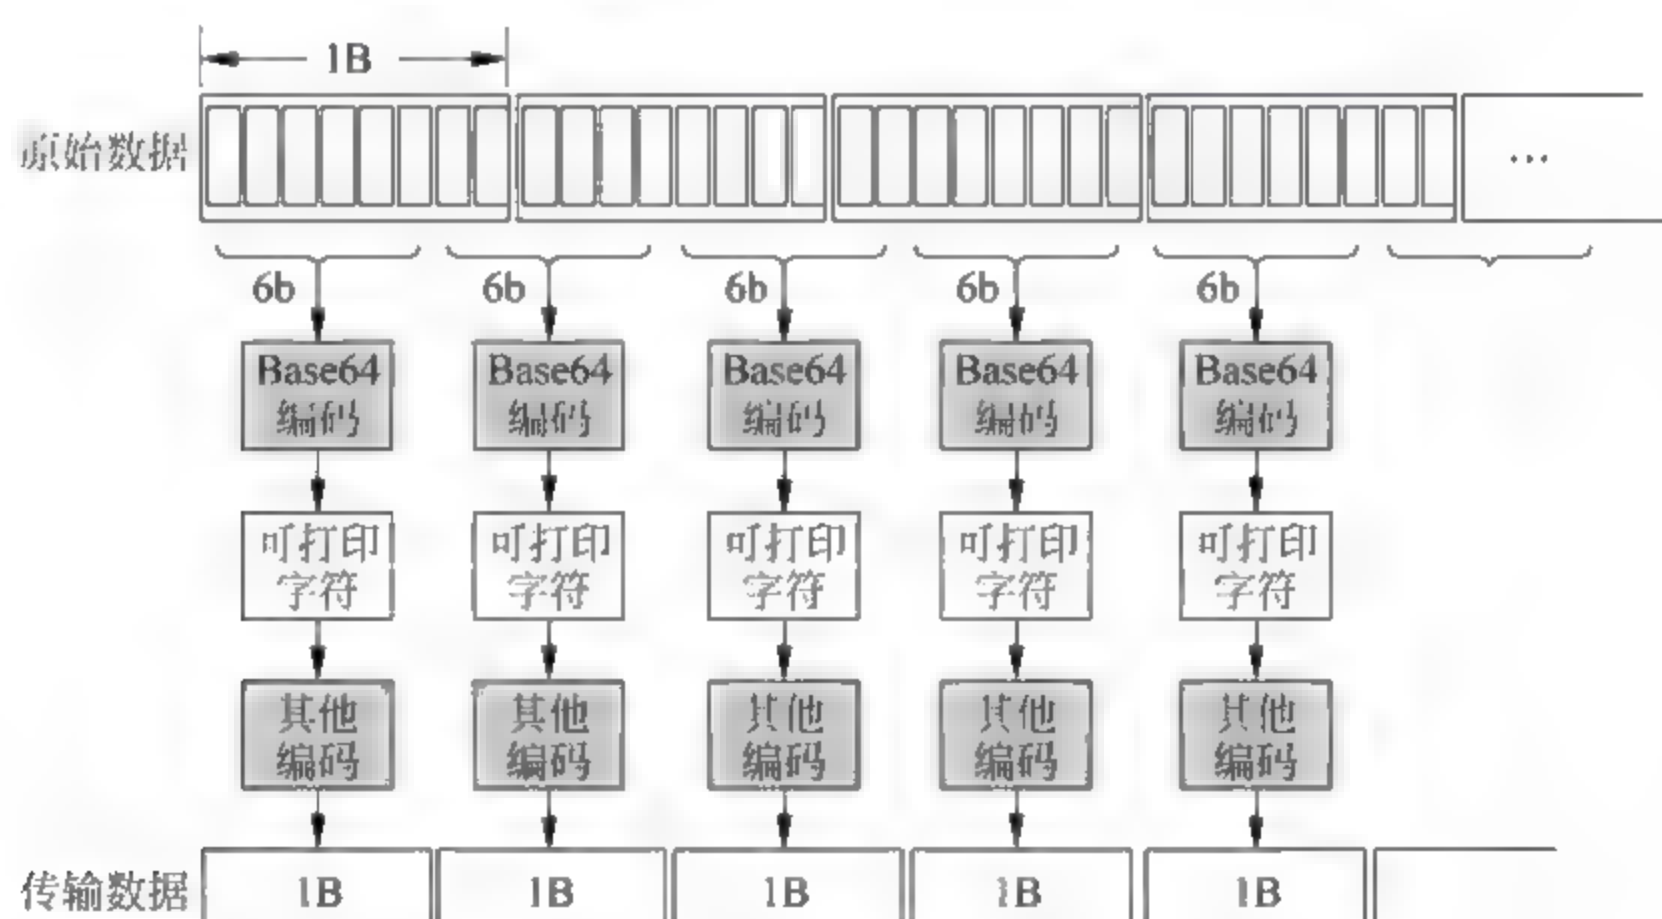 1B
原始数据
...
6b 6b 6b 6b 6b
Base64 Base64 Base64 Base64 Base64
编码 编码 编码 编码 编码
可打印 可打印 可打印 可打印 可打印
字符 字符 字符 字符 字符
其他 其他 其他 其他 其他
编码 编码 编码 编码 编码
传输数据 1B 1B 1B 1B 1B